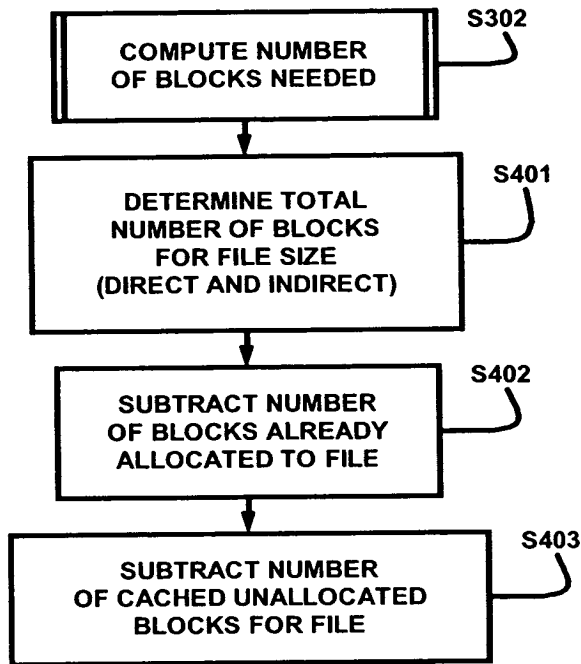 S302
COMPUTE NUMBER
OF BLOCKS NEEDED
S401
DETERMINE TOTAL
NUMBER OF BLOCKS
FOR FILE SIZE
(DIRECT AND INDIRECT)
S402
SUBTRACT NUMBER
OF BLOCKS ALREADY
ALLOCATED TO FILE
S403
SUBTRACT NUMBER
OF CACHED UNALLOCATED
BLOCKS FOR FILE